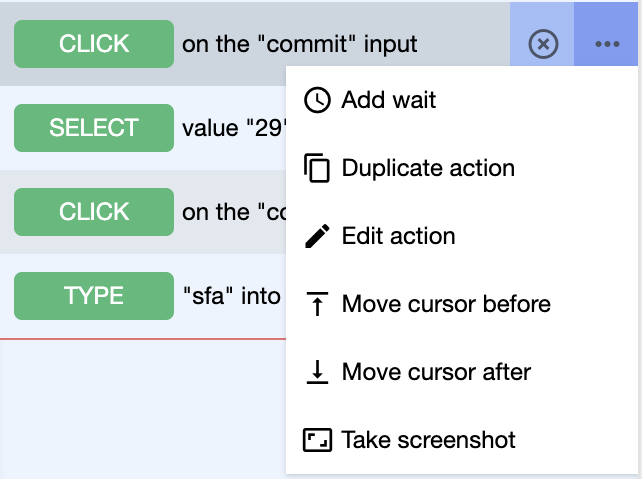 CLICK on the "commit" input
SELECT value "29"
CLICK on the "co
TYPE "sfa" into
Add wait
Duplicate action
Edit action
Move cursor before
Move cursor after
Take screenshot